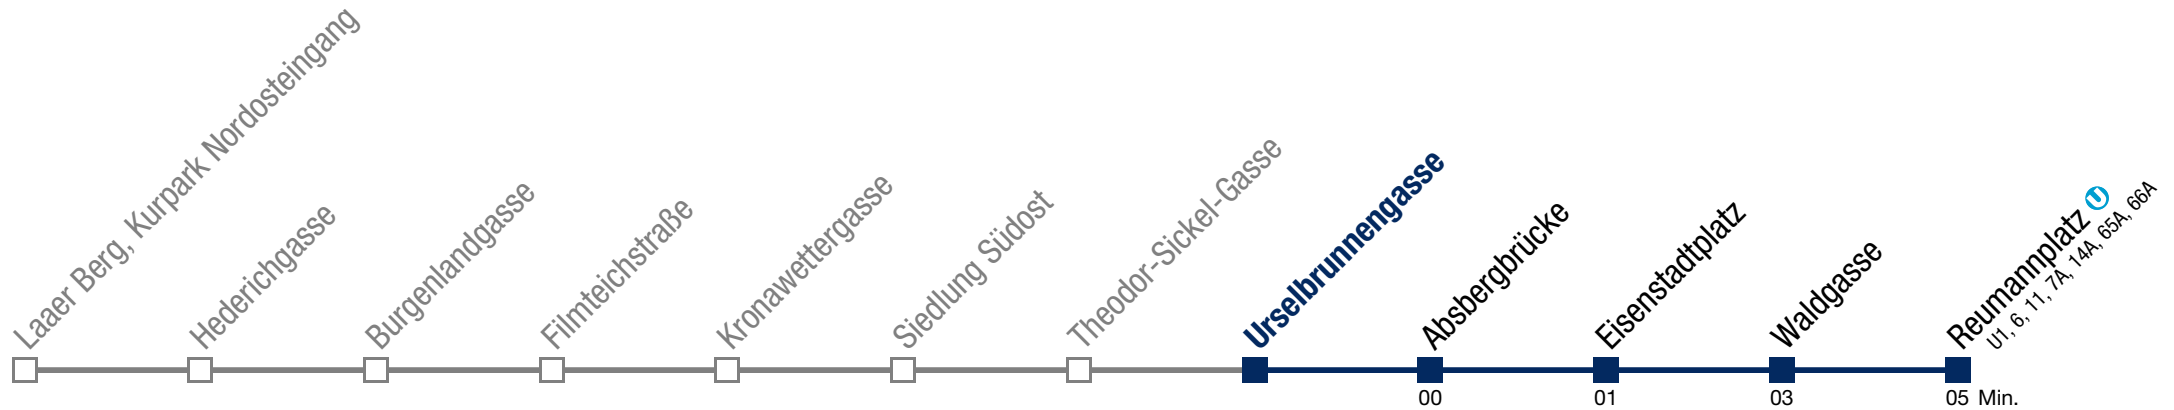 Laaer Berg, Kurpark Nordosteingang
Hederichgasse
Burgenlandgasse
Filmteichstraße
Kronawettergasse
Siedlung Südost
Theodor-Sickel-Gasse
Urselbrunnengasse
Absbergbrücke
Eisenstadtplatz
Waldgasse
Reumannplatz U
U1, 6, 11, 7A, 14A, 65A, 66A
00 01 03 05 Min.